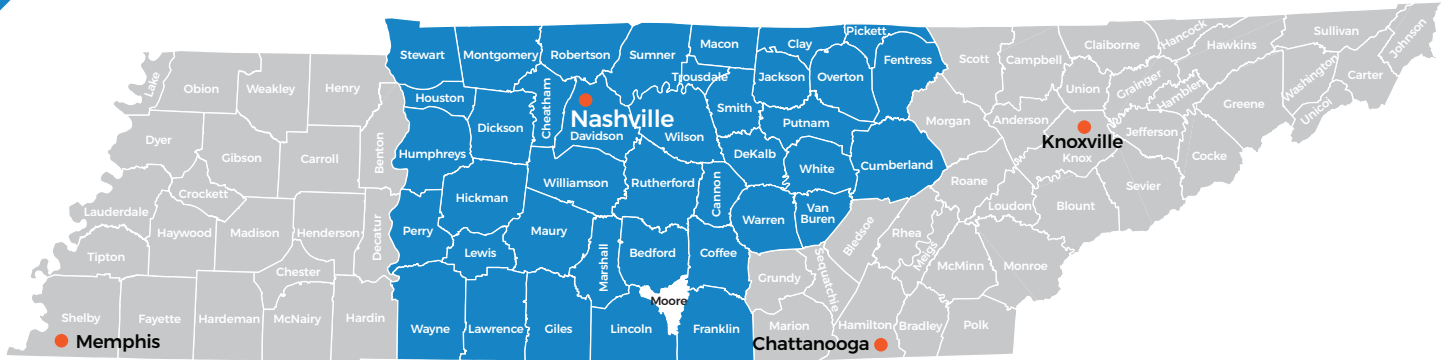 Stewart
Montgomery
Robertson
Sumner
Macon
Clay
Pickett
Fentress
Scott
Campbell
Claiborne
Hancock
Hawkins
Sullivan
Johnson
Lake
Obion
Weakley
Henry
Houston
Cheatham
Trousdale
Jackson
Overton
Union
Grainger
Hamblen
Washington
Carter
Unicoi
Greene
Dyer
Gibson
Carroll
Benton
Humphreys
Dickson
Nashville
Davidson
Wilson
Smith
Putnam
Morgan
Anderson
Knoxville
Knox
Jefferson
Cocke
Crockett
DeKalb
White
Cumberland
Williamson
Rutherford
Cannon
Roane
Sevier
Lauderdale
Haywood
Madison
Henderson
Decatur
Hickman
Perry
Lewis
Maury
Marshall
Bedford
Coffee
Warren
Van
Buren
Bledsoe
Rhea
Meigs
Loudon
Blount
Tipton
Chester
Grundy
Sequatchie
McMinn
Monroe
Moore
Shelby
Fayette
Hardeman
McNairy
Hardin
Wayne
Lawrence
Giles
Lincoln
Franklin
Marion
Hamilton
Bradley
Polk
Memphis
Chattanooga